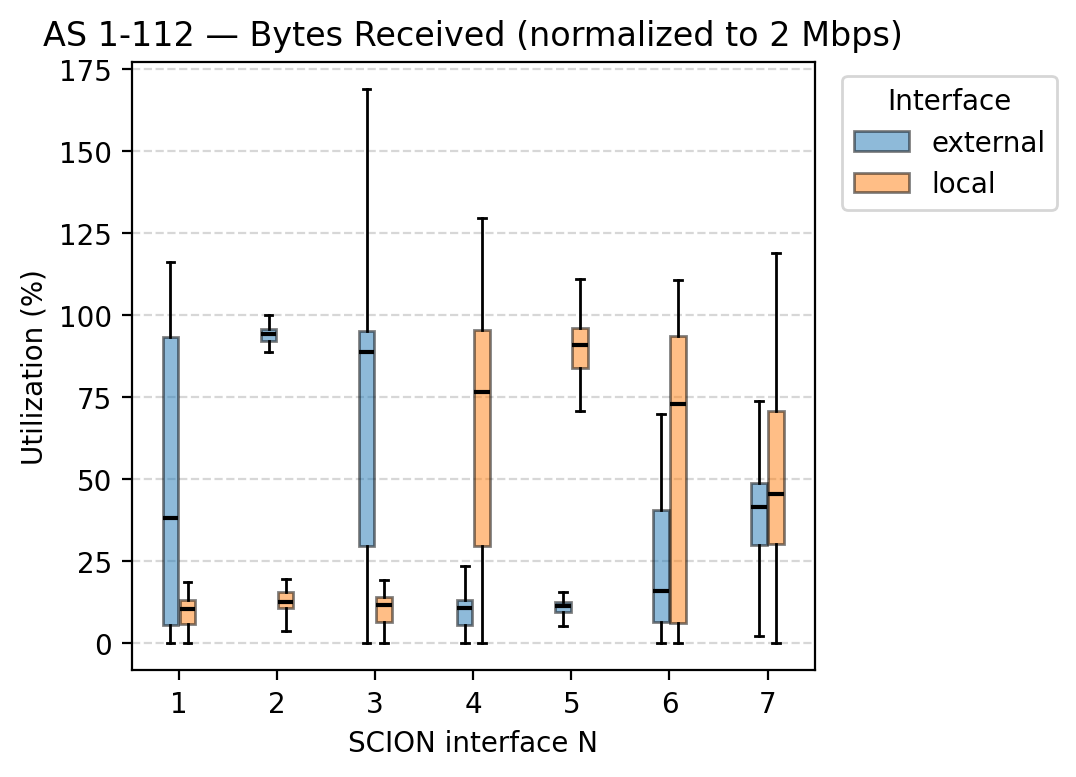 AS 1-112 — Bytes Received (normalized to 2 Mbps)
Utilization (%)
175
150
125
100
75
50
25
0
1 2 3 4 5 6 7
SCION interface N
Interface
external
local